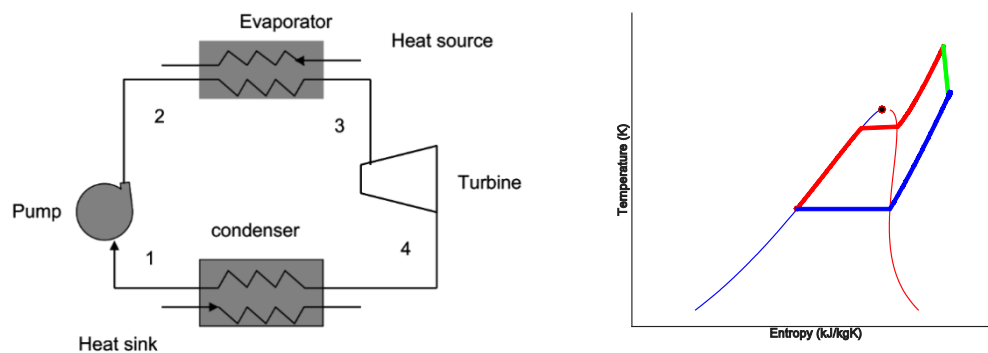 Evaporator
Heat source
2
3
Pump
Turbine
condenser
1
4
Heat sink
Temperature (K)
Entropy (kJ/kgK)